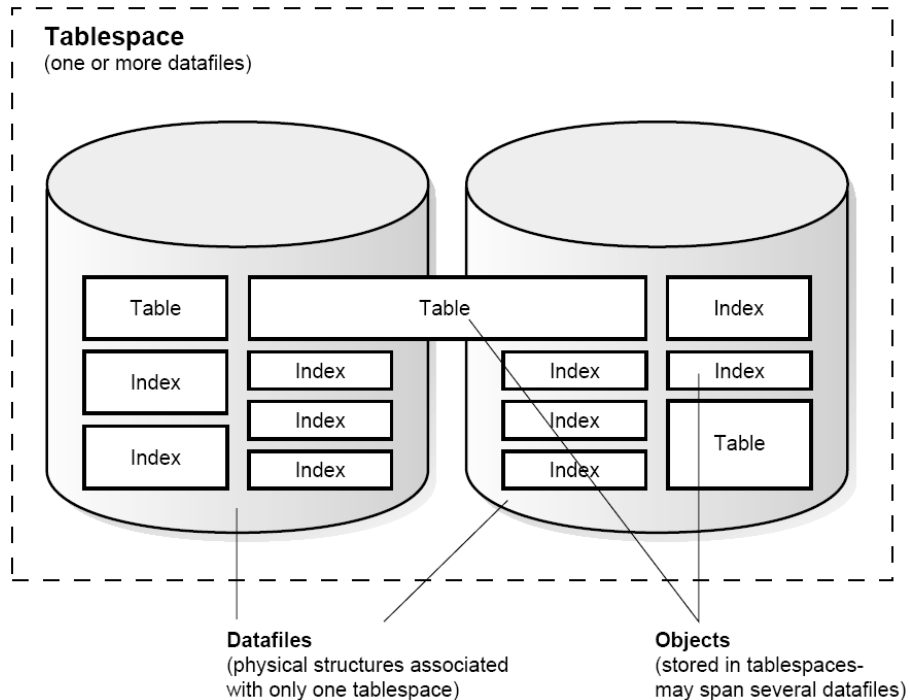 Tablespace
(one or more datafiles)
Table
Table
Index
Index
Index
Index
Index
Index
Index
Index
Table
Index
Index
Index
Datafiles
(physical structures associated
with only one tablespace)
Objects
(stored in tablespaces-
may span several datafiles)